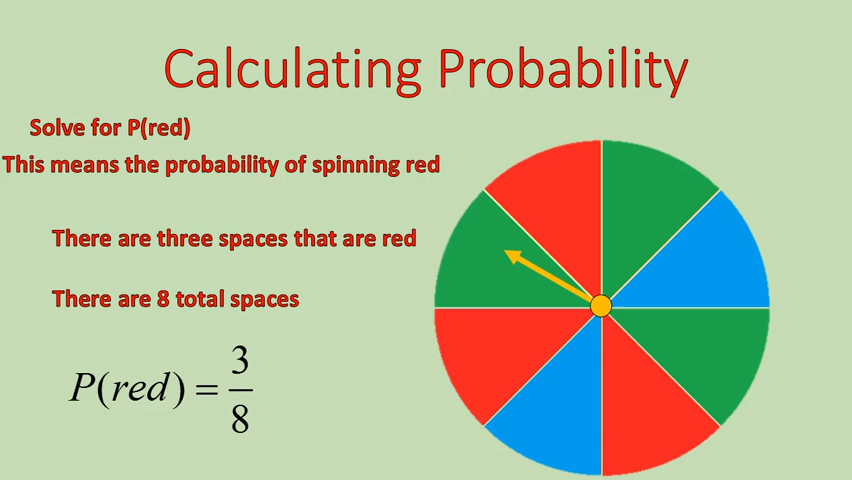 Calculating Probability
Solve for P(red)
This means the probability of spinning red
There are three spaces that are red
There are 8 total spaces
P(red) = 3/8